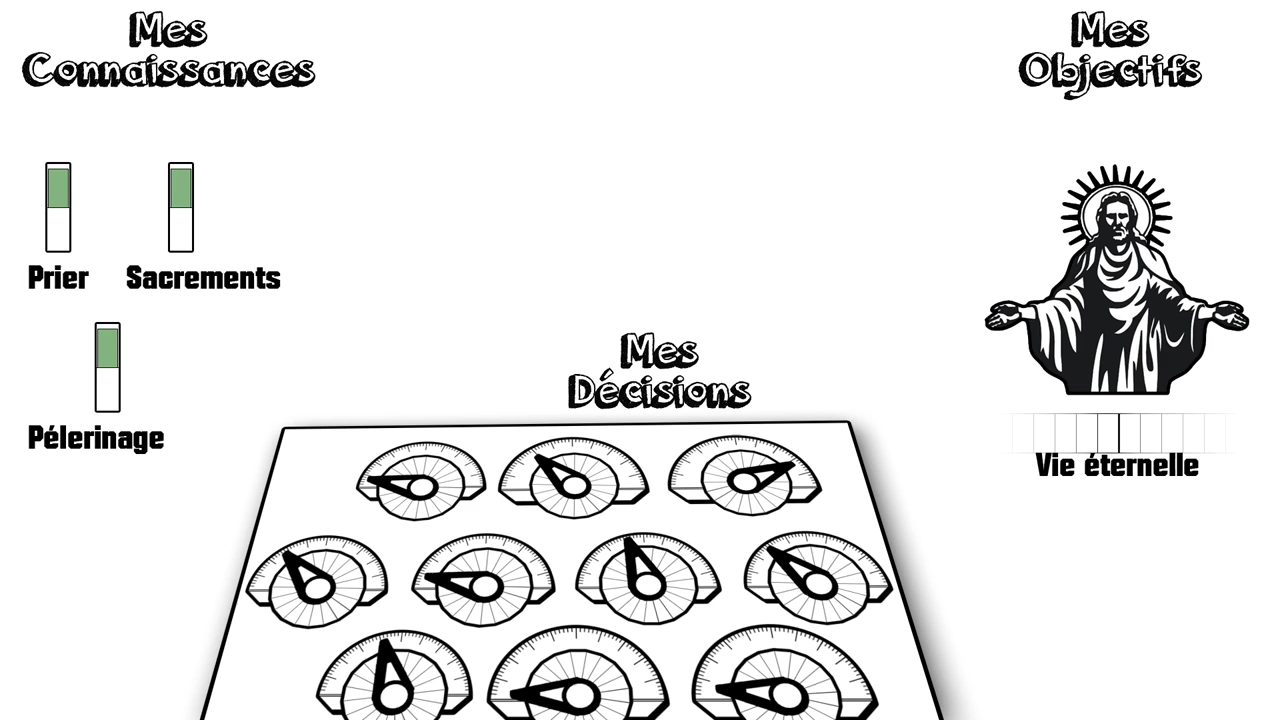 Mes
Connaissances
Mes
Objectifs
Prier
Sacrements
Pélerinage
Mes
Décisions
Vie éternelle